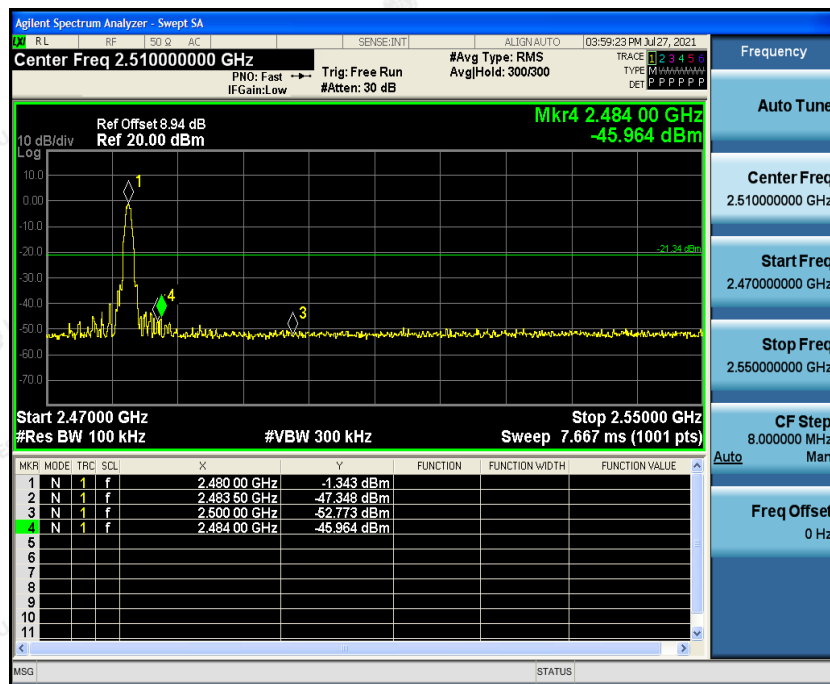 Agilent Spectrum Analyzer - Swept SA
LXI RL RF 50 Ω AC SENSE:INT ALIGN AUTO 03:59:23 PM Jul 27, 2021
Center Freq 2.510000000 GHz
PNO: Fast
IFGain:Low
Trig: Free Run
#Atten: 30 dB
#Avg Type: RMS
Avg|Hold: 300/300
TRACE 1 2 3 4 5 6
TYPE M W W W W W
DET P P P P P P
Frequency
Auto Tune
Center Freq
2.510000000 GHz
Start Freq
2.470000000 GHz
Stop Freq
2.550000000 GHz
CF Step
8.000000 MHz
Auto Man
Freq Offset
0 Hz
Mkr4 2.484 00 GHz
-45.964 dBm
Ref Offset 8.94 dB
10 dB/div Ref 20.00 dBm
Log
10.0
0.00
-10.0
-20.0
-30.0
-40.0
-50.0
-60.0
-70.0
1
4
3
-21.34 dBm
Start 2.47000 GHz Stop 2.55000 GHz
#Res BW 100 kHz #VBW 300 kHz Sweep 7.667 ms (1001 pts)
MKR MODE TRC SCL X Y FUNCTION FUNCTION WIDTH FUNCTION VALUE
1 N 1 f 2.480 00 GHz -1.343 dBm
2 N 1 f 2.483 50 GHz -47.348 dBm
3 N 1 f 2.500 00 GHz -52.773 dBm
4 N 1 f 2.484 00 GHz -45.964 dBm
5
6
7
8
9
10
11
MSG STATUS